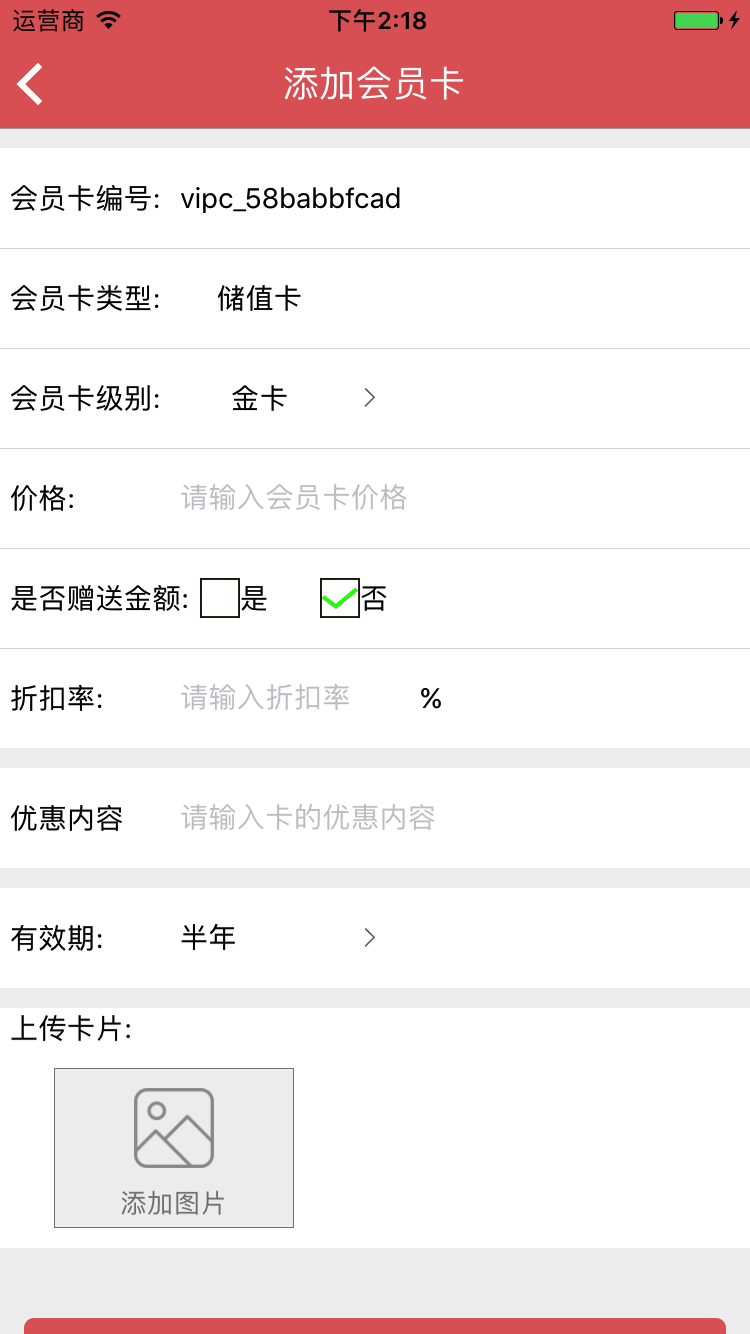 运营商 下午2:18
添加会员卡
会员卡编号: vipc_58babbfcad
会员卡类型: 储值卡
会员卡级别: 金卡
价格: 请输入会员卡价格
是否赠送金额: 是 否
折扣率: 请输入折扣率 %
优惠内容 请输入卡的优惠内容
有效期: 半年
上传卡片:
添加图片